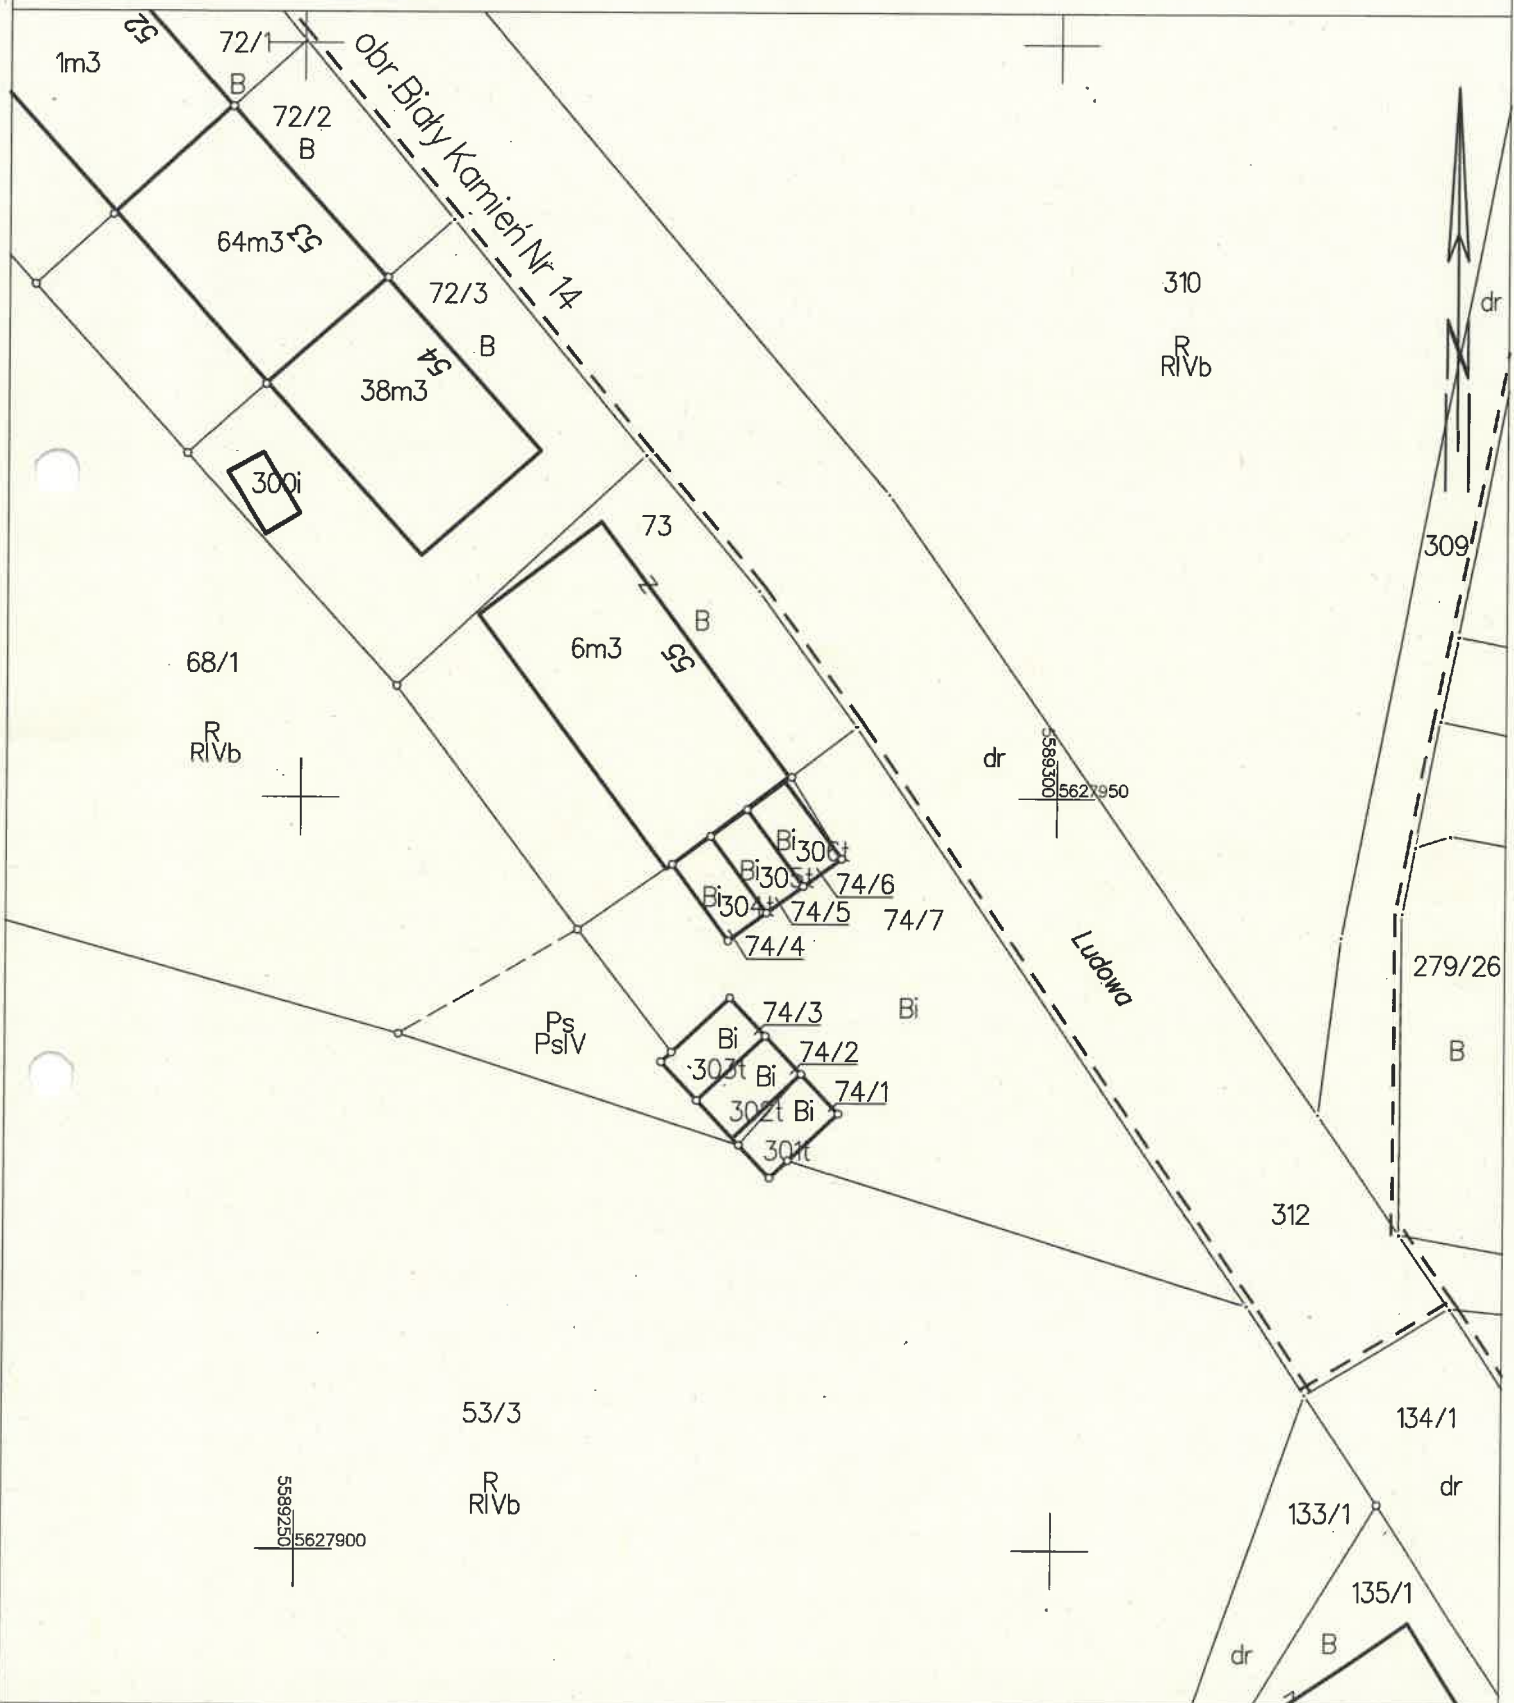 52
72/1
1m3
B
72/2
B
obr.Biały Kamień Nr 14
64m3
53
72/3
B
54
38m3
310
R
RIVb
dr
N
300i
73
309
Z
B
6m3
55
68/1
R
RIVb
dr
5589300
5627950
Bi
306t
Bi
305t
74/6
Bi
304t
74/5
74/7
74/4
Ludowa
279/26
Bi
74/3
Ps
PsIV
Bi
74/2
B
303t
Bi
74/1
302t
Bi
301t
312
53/3
134/1
R
RIVb
dr
5589250
5627900
133/1
135/1
B
dr